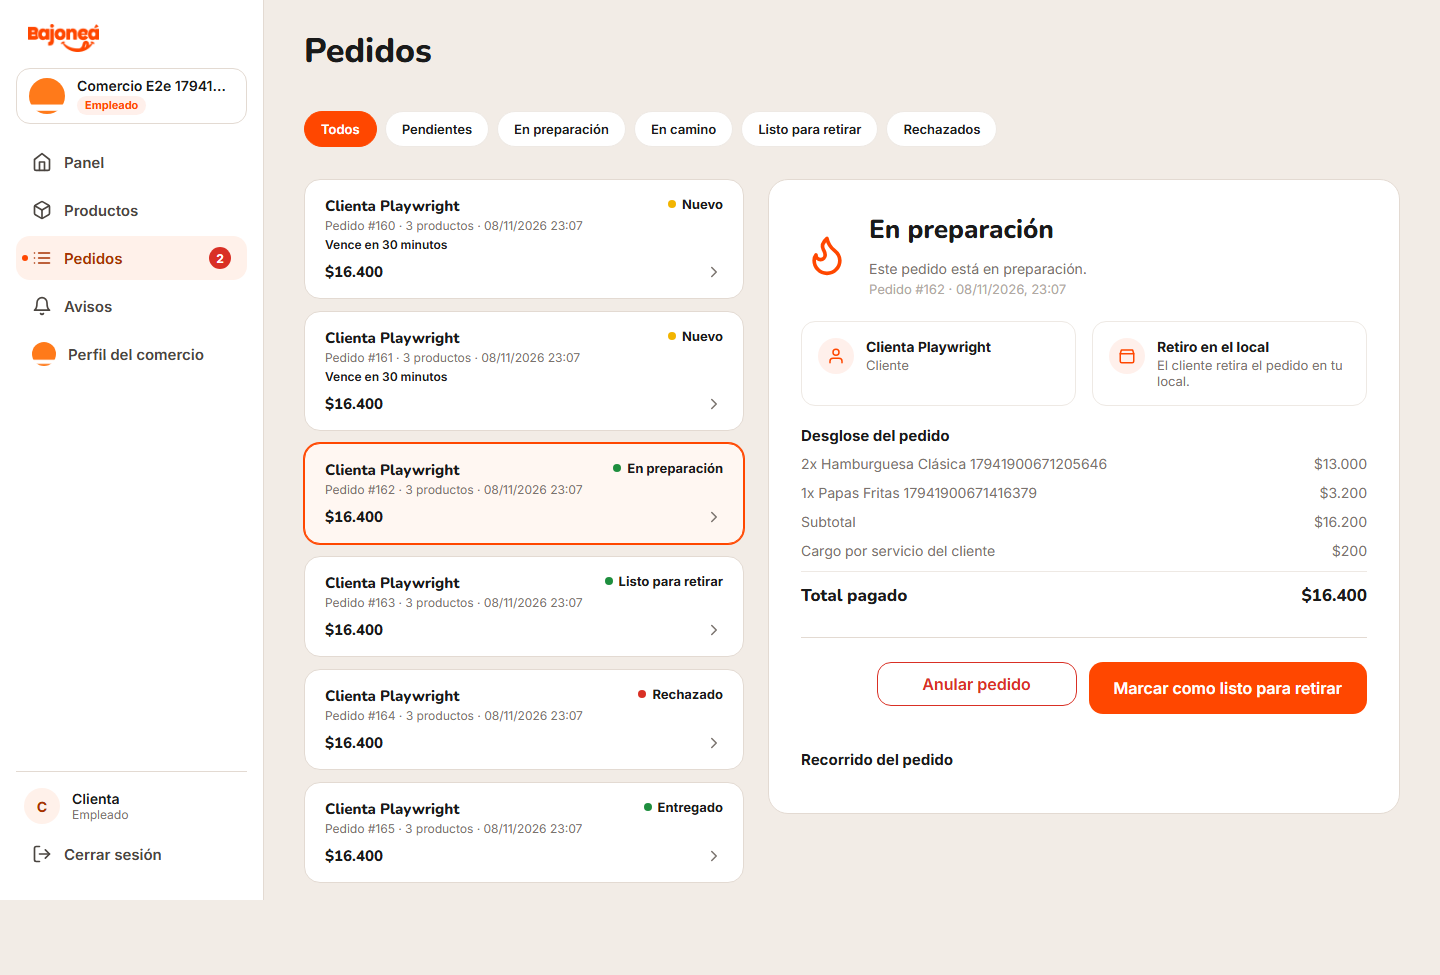 Bajoneá
Comercio E2e 17941...
Empleado
Panel
Productos
Pedidos
2
Avisos
Perfil del comercio
C
Clienta
Empleado
Cerrar sesión
Pedidos
Todos
Pendientes
En preparación
En camino
Listo para retirar
Rechazados
Clienta Playwright
Nuevo
Pedido #160 · 3 productos · 08/11/2026 23:07
Vence en 30 minutos
$16.400
Clienta Playwright
Nuevo
Pedido #161 · 3 productos · 08/11/2026 23:07
Vence en 30 minutos
$16.400
Clienta Playwright
En preparación
Pedido #162 · 3 productos · 08/11/2026 23:07
$16.400
Clienta Playwright
Listo para retirar
Pedido #163 · 3 productos · 08/11/2026 23:07
$16.400
Clienta Playwright
Rechazado
Pedido #164 · 3 productos · 08/11/2026 23:07
$16.400
Clienta Playwright
Entregado
Pedido #165 · 3 productos · 08/11/2026 23:07
$16.400
En preparación
Este pedido está en preparación.
Pedido #162 · 08/11/2026, 23:07
Clienta Playwright
Cliente
Retiro en el local
El cliente retira el pedido en tu
local.
Desglose del pedido
2x Hamburguesa Clásica 17941900671205646 $13.000
1x Papas Fritas 17941900671416379 $3.200
Subtotal $16.200
Cargo por servicio del cliente $200
Total pagado $16.400
Anular pedido
Marcar como listo para retirar
Recorrido del pedido